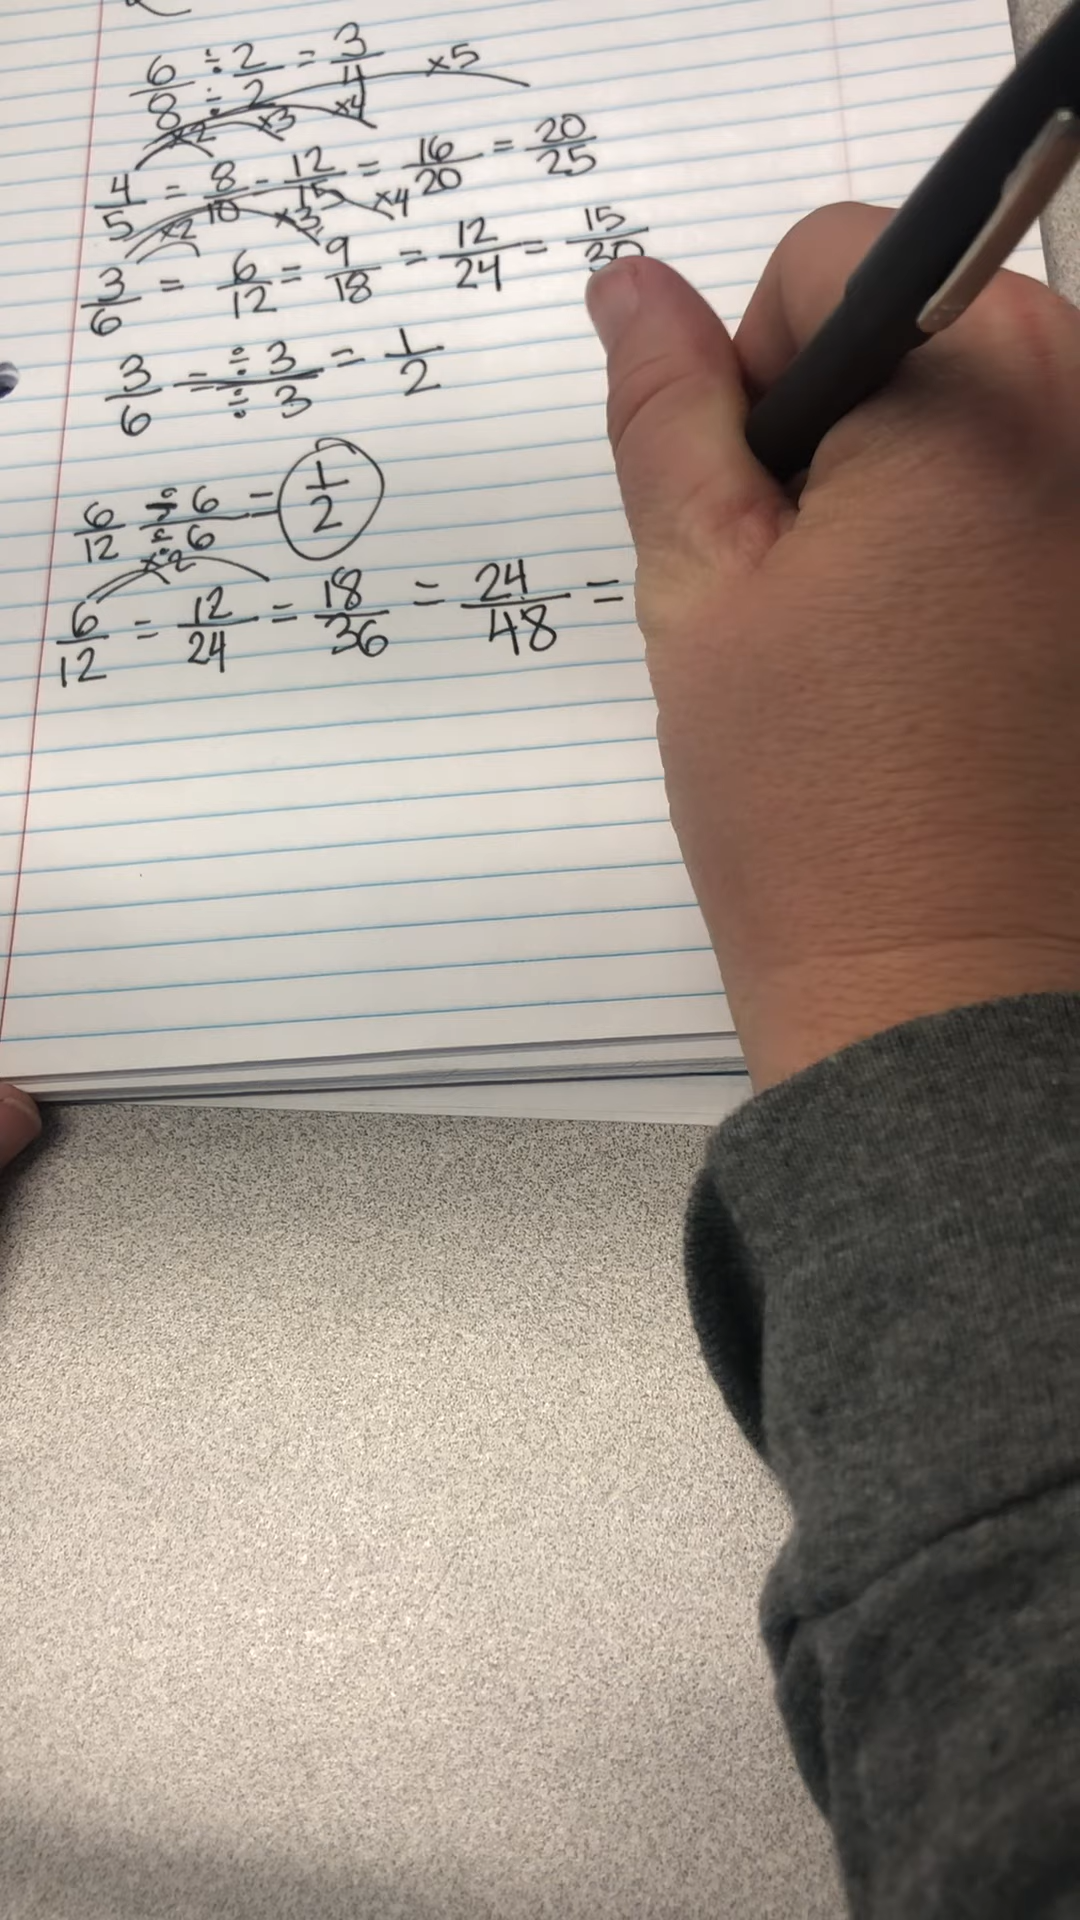 6/8 ÷ 2/÷ 2 = 3/4
×5
×2 ×3 ×4
4/5 = 8/10 = 12/15 = 16/20 = 20/25
×2 ×3 ×4
3/6 = 6/12 = 9/18 = 12/24 = 15/30
3/6 = ÷ 3/÷ 3 = 1/2
6/12 ÷ 6/÷ 6 = 1/2
×2
6/12 = 12/24 = 18/36 = 24/48 =